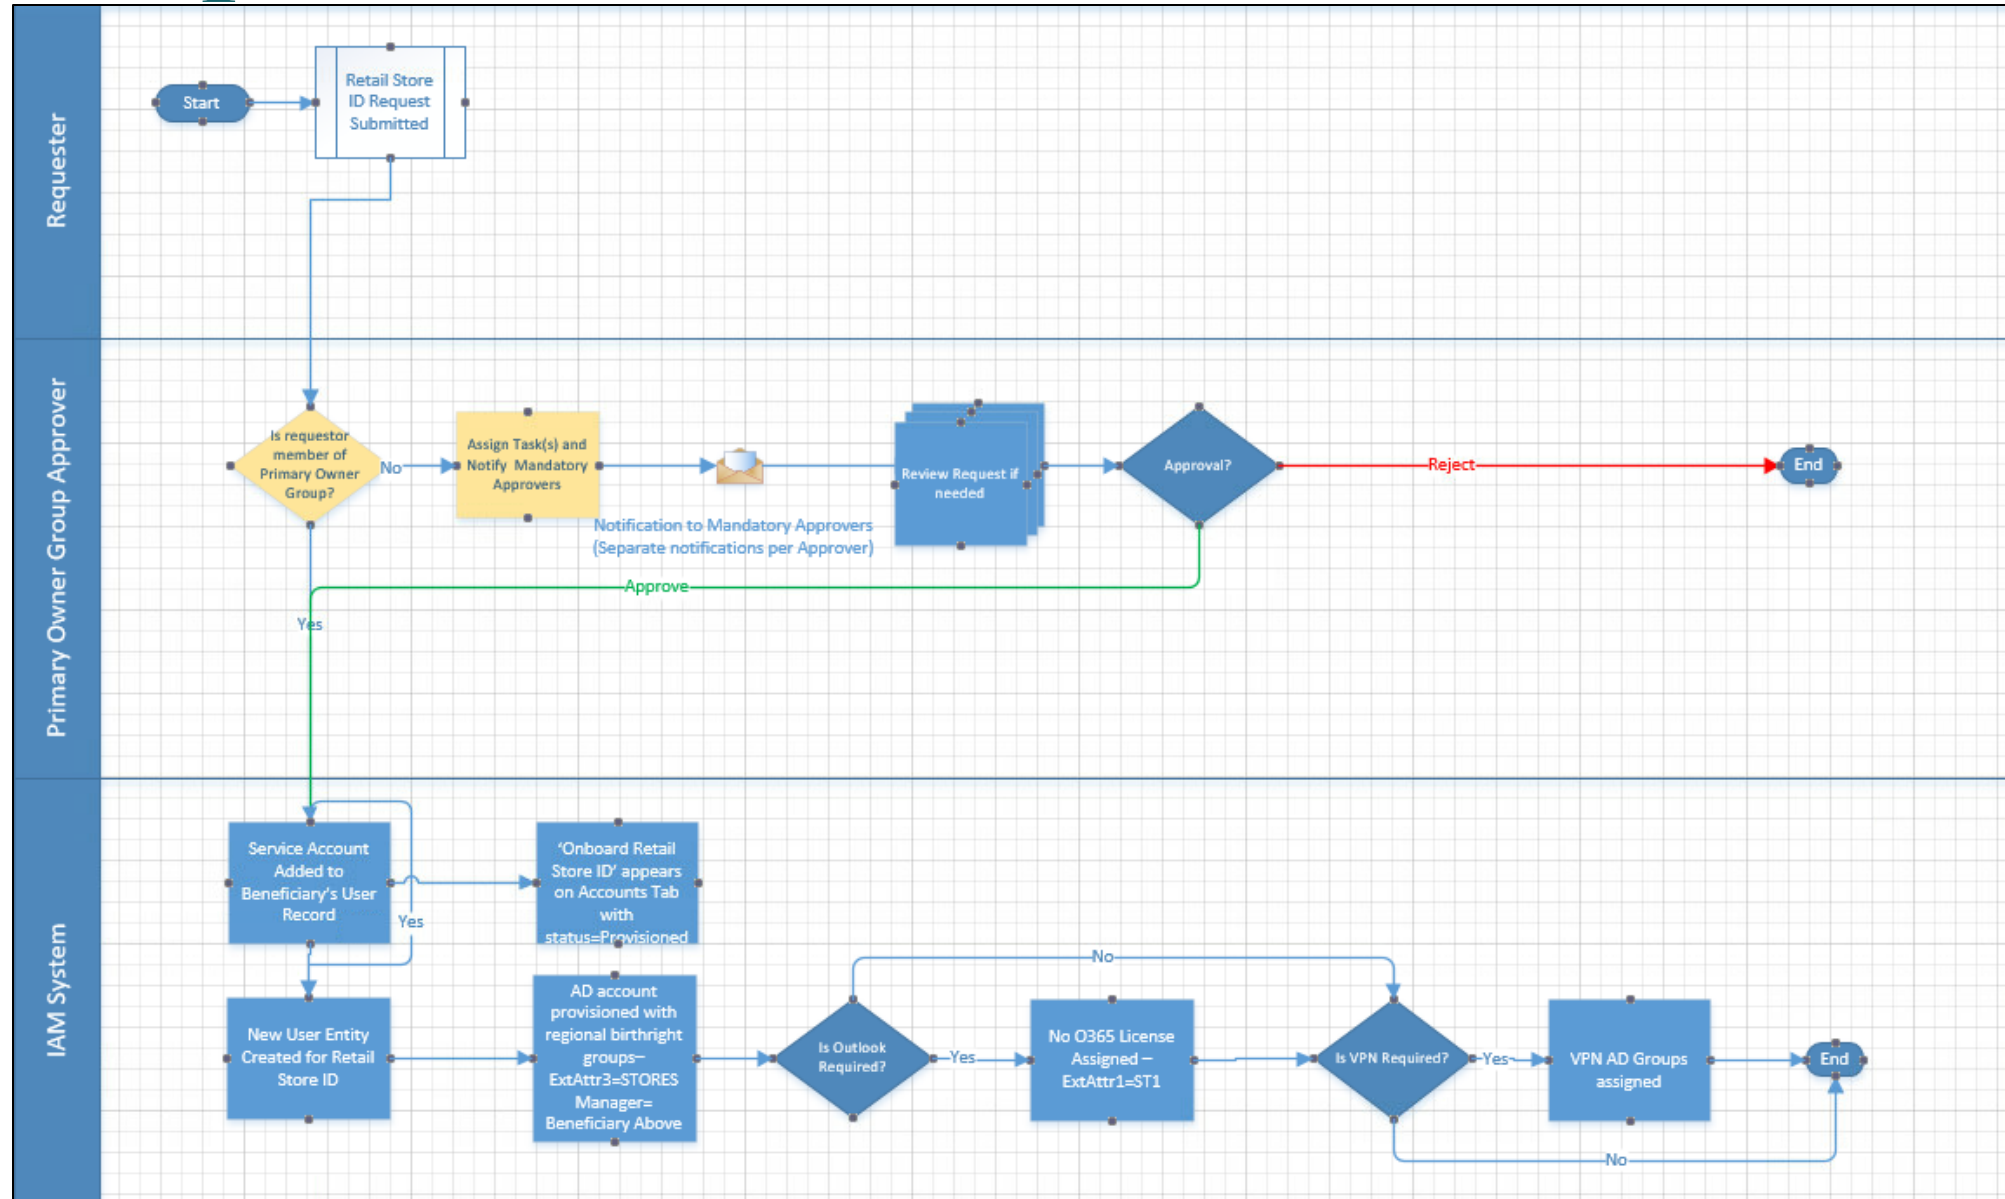 Requester
Start
Retail Store
ID Request
Submitted
Primary Owner Group Approver
Is requestor
member of
Primary Owner
Group?
No
Assign Task(s) and
Notify Mandatory
Approvers
Notification to Mandatory Approvers
(Separate notifications per Approver)
Review Request if
needed
Approval?
Reject
End
Approve
Yes
IAM System
Service Account
Added to
Beneficiary's User
Record
Yes
'Onboard Retail
Store ID' appears
on Accounts Tab
with
status=Provisioned
New User Entity
Created for Retail
Store ID
AD account
provisioned with
regional birthright
groups–
ExtAttr3=STORES
Manager=
Beneficiary Above
Is Outlook
Required?
No
Yes
No O365 License
Assigned –
ExtAttr1=ST1
Is VPN Required?
Yes
VPN AD Groups
assigned
End
No